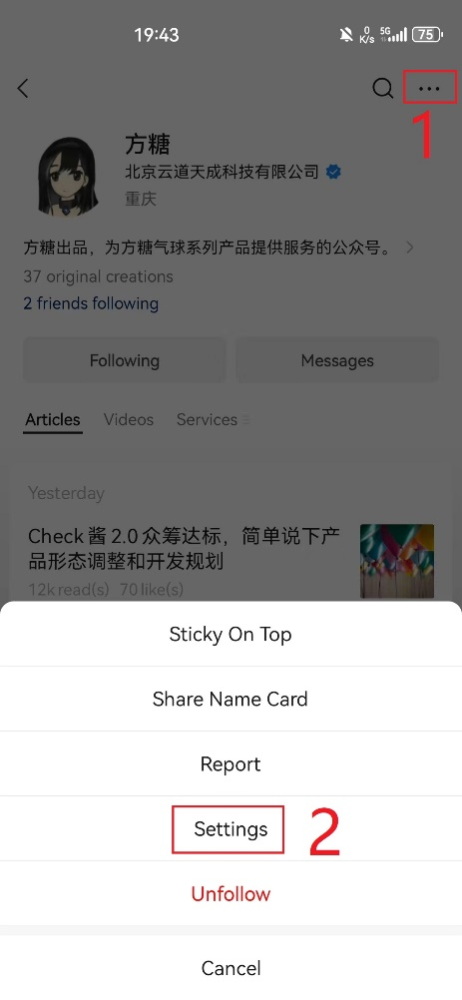 19:43
0 K/s 5G 75
1
方糖
北京云道天成科技有限公司
重庆
方糖出品，为方糖气球系列产品提供服务的公众号。
37 original creations
2 friends following
Following Messages
Articles Videos Services
Yesterday
Check 酱 2.0 众筹达标，简单说下产
品形态调整和开发规划
12k read(s) 70 like(s)
Sticky On Top
Share Name Card
Report
Settings 2
Unfollow
Cancel